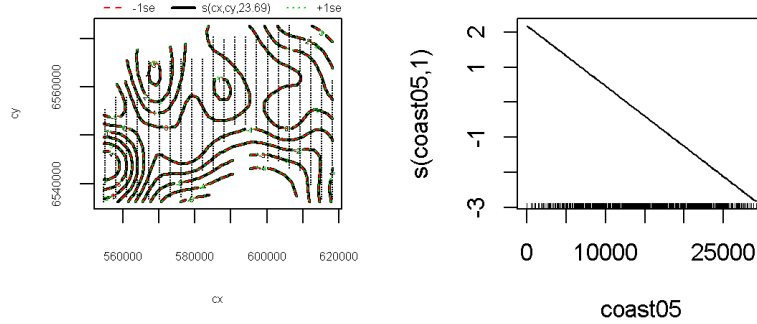 -1se s(cx,cy,23.69) +1se
cy
6560000
6540000
560000 580000 600000 620000
cx
s(coast05,1)
2
1
-1
-3
0 10000 25000
coast05